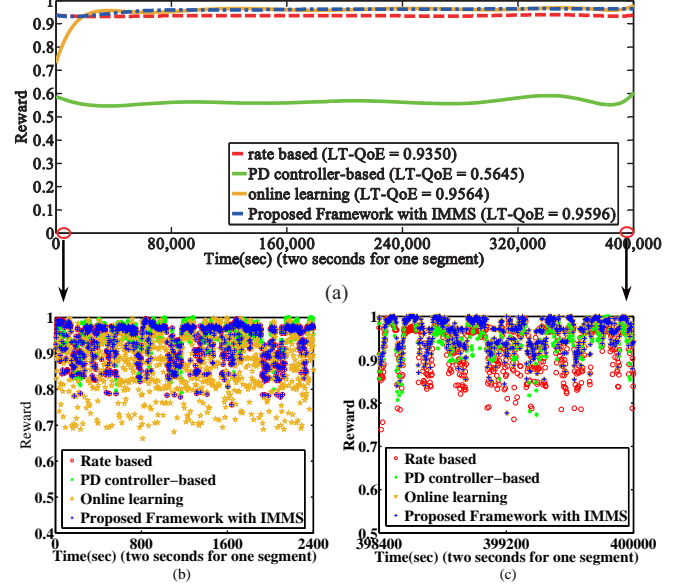 1
0.9
0.8
0.7
0.6
0.5
0.4
0.3
0.2
0.1
0
Reward
rate based (LT-QoE = 0.9350)
PD controller-based (LT-QoE = 0.5645)
online learning (LT-QoE = 0.9564)
Proposed Framework with IMMS (LT-QoE = 0.9596)
0 80,000 160,000 240,000 320,000 400,000
Time(sec) (two seconds for one segment)
(a)
1
0.9
0.8
0.7
0.6
0.5
0.4
Reward
Rate based
PD controller-based
Online learning
Proposed Framework with IMMS
0 800 1600 2400
Time(sec) (two seconds for one segment)
(b)
1
0.9
0.8
0.7
0.6
0.5
Reward
Rate based
PD controller-based
Online learning
Proposed Framework with IMMS
398400 399200 400000
Time(sec) (two seconds for one segment)
(c)